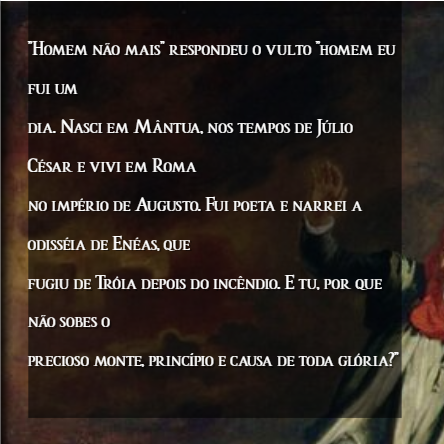 "Homem não mais" respondeu o vulto "homem eu
fui um
dia. Nasci em Mântua, nos tempos de Júlio
César e vivi em Roma
no império de Augusto. Fui poeta e narrei a
odisséia de Enéas, que
fugiu de Tróia depois do incêndio. E tu, por que
não sobes o
precioso monte, princípio e causa de toda glória?"